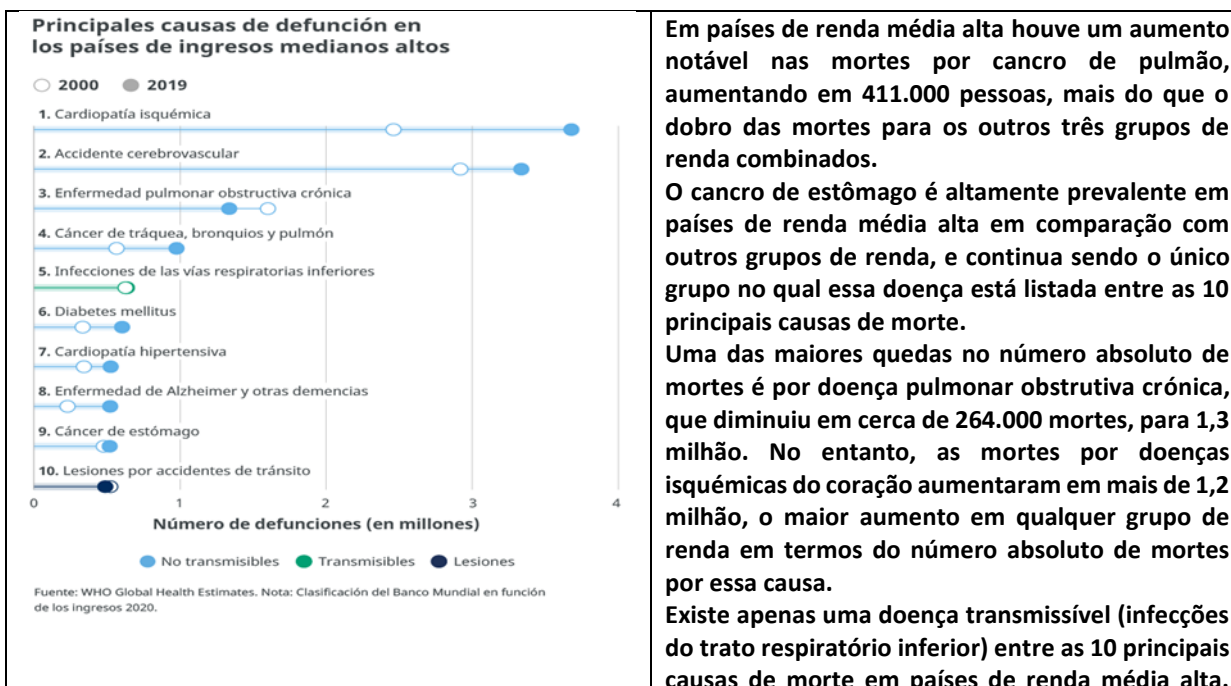 Principales causas de defunción en
los países de ingresos medianos altos
2000 2019
1. Cardiopatía isquémica
2. Accidente cerebrovascular
3. Enfermedad pulmonar obstructiva crónica
4. Cáncer de tráquea, bronquios y pulmón
5. Infecciones de las vías respiratorias inferiores
6. Diabetes mellitus
7. Cardiopatía hipertensiva
8. Enfermedad de Alzheimer y otras demencias
9. Cáncer de estómago
10. Lesiones por accidentes de tránsito
0 1 2 3 4
Número de defunciones (en millones)
No transmisibles Transmisibles Lesiones
Fuente: WHO Global Health Estimates. Nota: Clasificación del Banco Mundial en función
de los ingresos 2020.
Em países de renda média alta houve um aumento
notável nas mortes por cancro de pulmão,
aumentando em 411.000 pessoas, mais do que o
dobro das mortes para os outros três grupos de
renda combinados.
O cancro de estômago é altamente prevalente em
países de renda média alta em comparação com
outros grupos de renda, e continua sendo o único
grupo no qual essa doença está listada entre as 10
principais causas de morte.
Uma das maiores quedas no número absoluto de
mortes é por doença pulmonar obstrutiva crónica,
que diminuiu em cerca de 264.000 mortes, para 1,3
milhão. No entanto, as mortes por doenças
isquémicas do coração aumentaram em mais de 1,2
milhão, o maior aumento em qualquer grupo de
renda em termos do número absoluto de mortes
por essa causa.
Existe apenas uma doença transmissível (infecções
do trato respiratório inferior) entre as 10 principais
causas de morte em países de renda média alta.